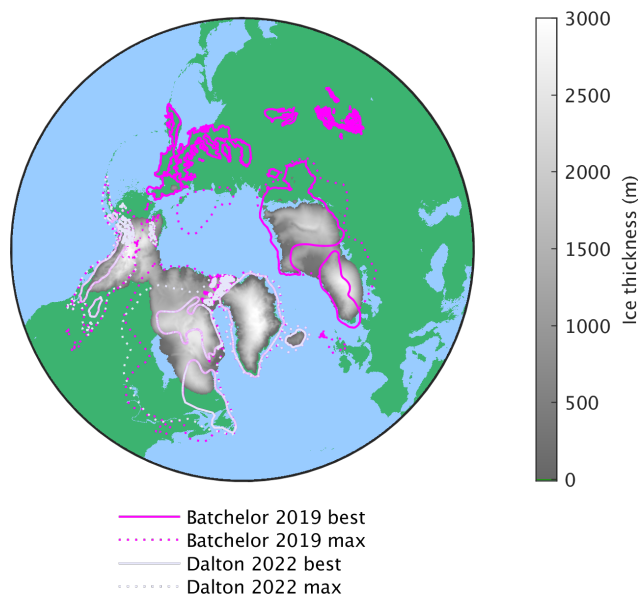 3000
2500
2000
1500
1000
500
0
Ice thickness (m)
Batchelor 2019 best
Batchelor 2019 max
Dalton 2022 best
Dalton 2022 max